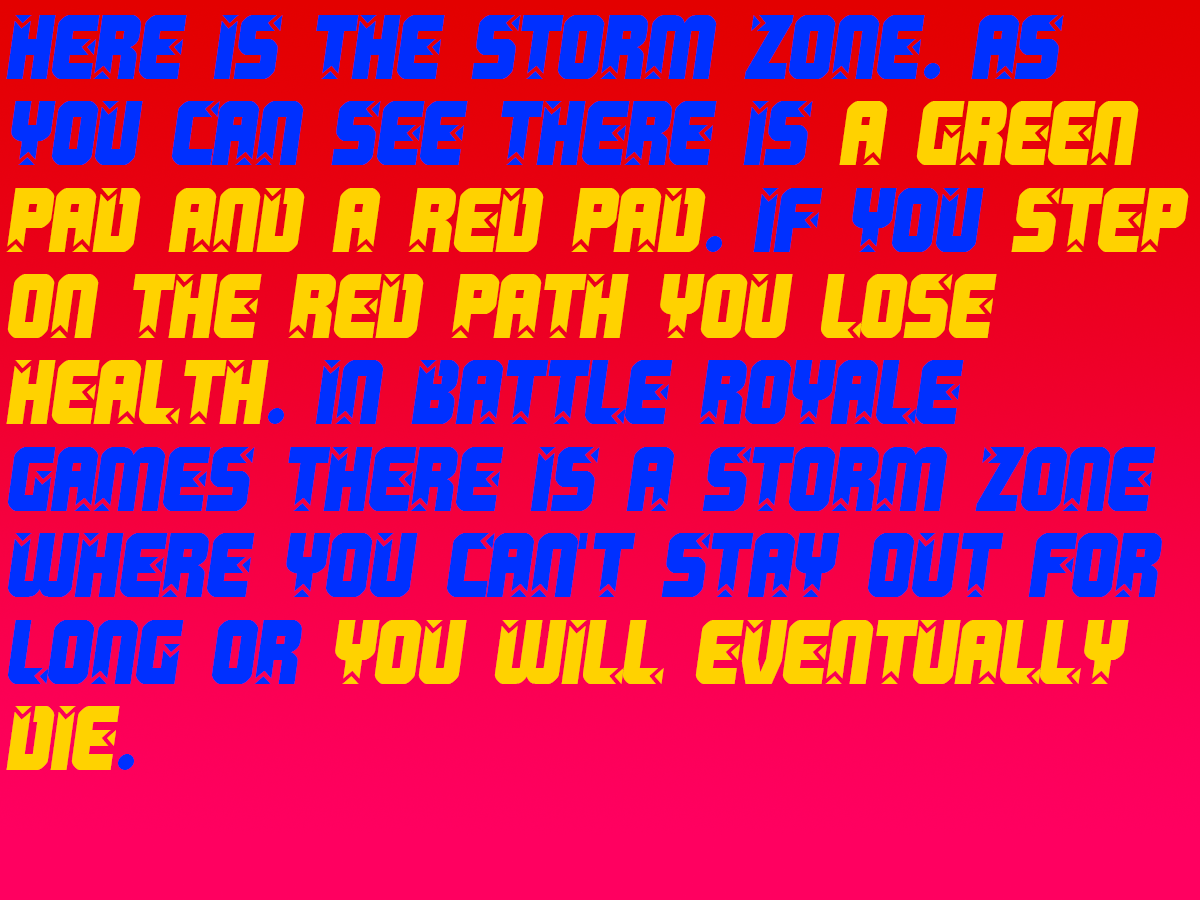 HERE IS THE STORM ZONE. AS
YOU CAN SEE THERE IS A GREEN
PAD AND A RED PAD. IF YOU STEP
ON THE RED PATH YOU LOSE
HEALTH. IN BATTLE ROYALE
GAMES THERE IS A STORM ZONE
WHERE YOU CAN'T STAY OUT FOR
LONG OR YOU WILL EVENTUALLY
DIE.